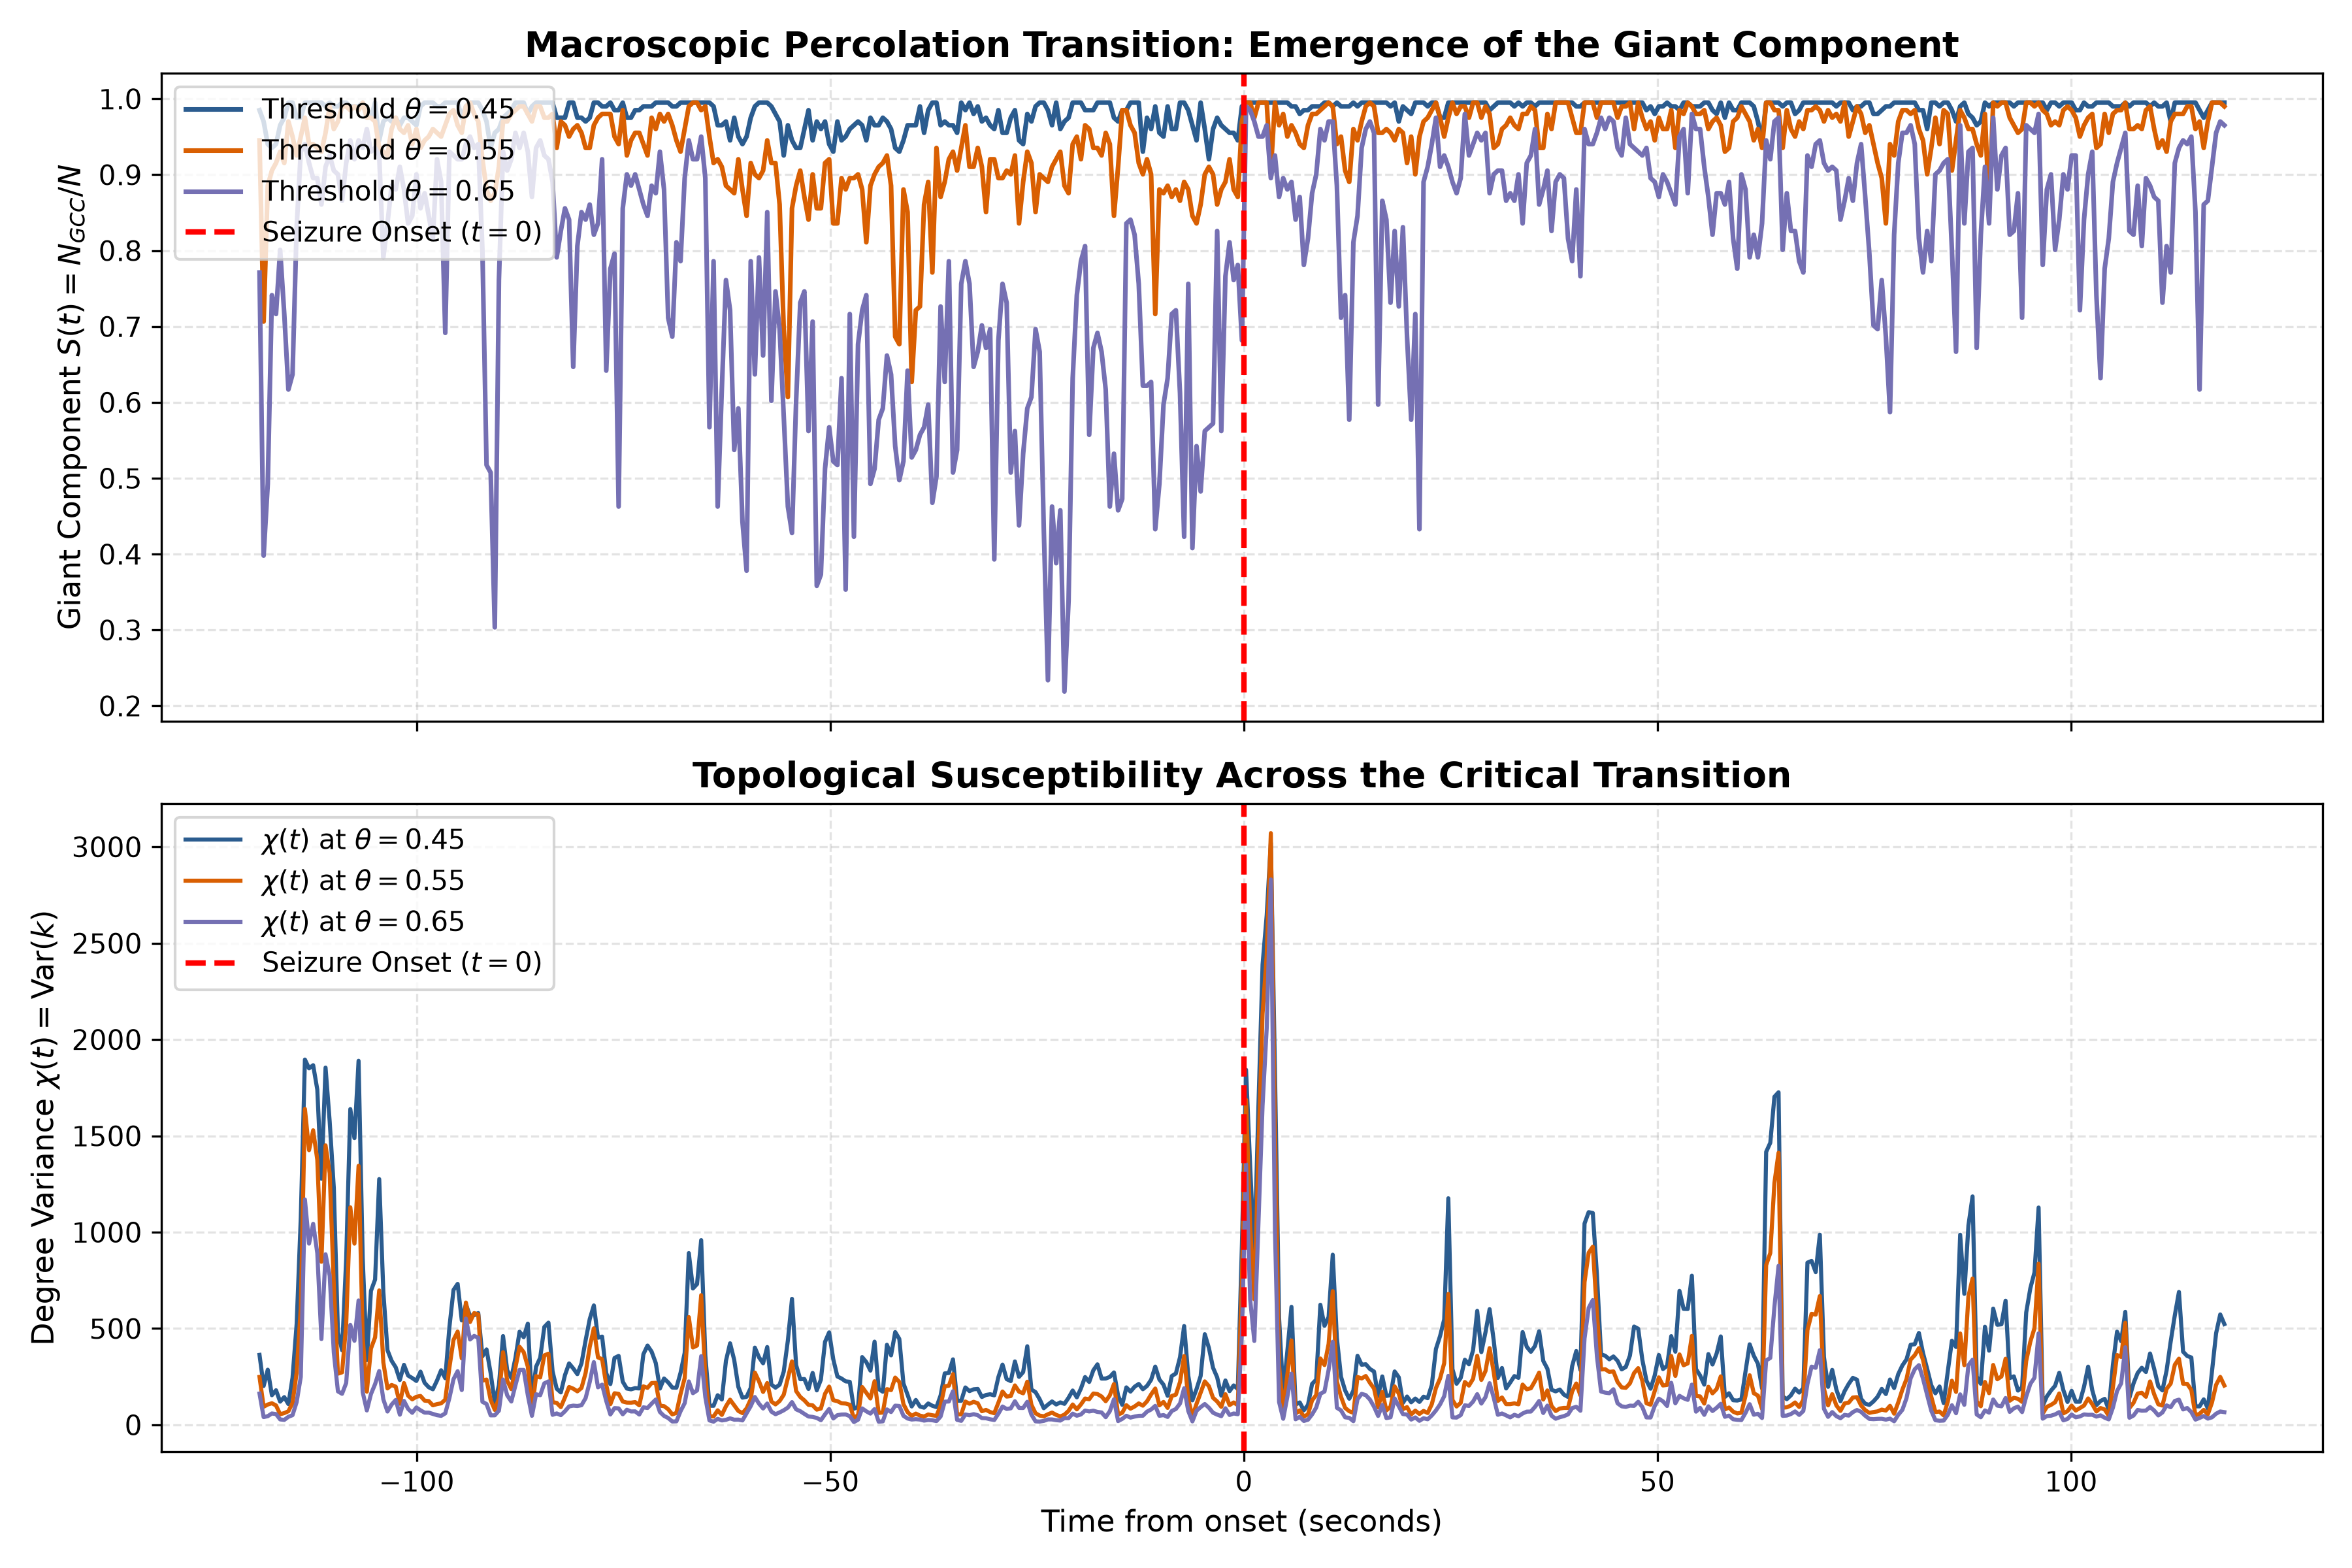 Macroscopic Percolation Transition: Emergence of the Giant Component
Giant Component S(t) = N_GCC/N
1.0
0.9
0.8
0.7
0.6
0.5
0.4
0.3
0.2
Threshold θ = 0.45
Threshold θ = 0.55
Threshold θ = 0.65
Seizure Onset (t = 0)
Topological Susceptibility Across the Critical Transition
Degree Variance χ(t) = Var(k)
3000
2500
2000
1500
1000
500
0
χ(t) at θ = 0.45
χ(t) at θ = 0.55
χ(t) at θ = 0.65
Seizure Onset (t = 0)
−100 −50 0 50 100
Time from onset (seconds)